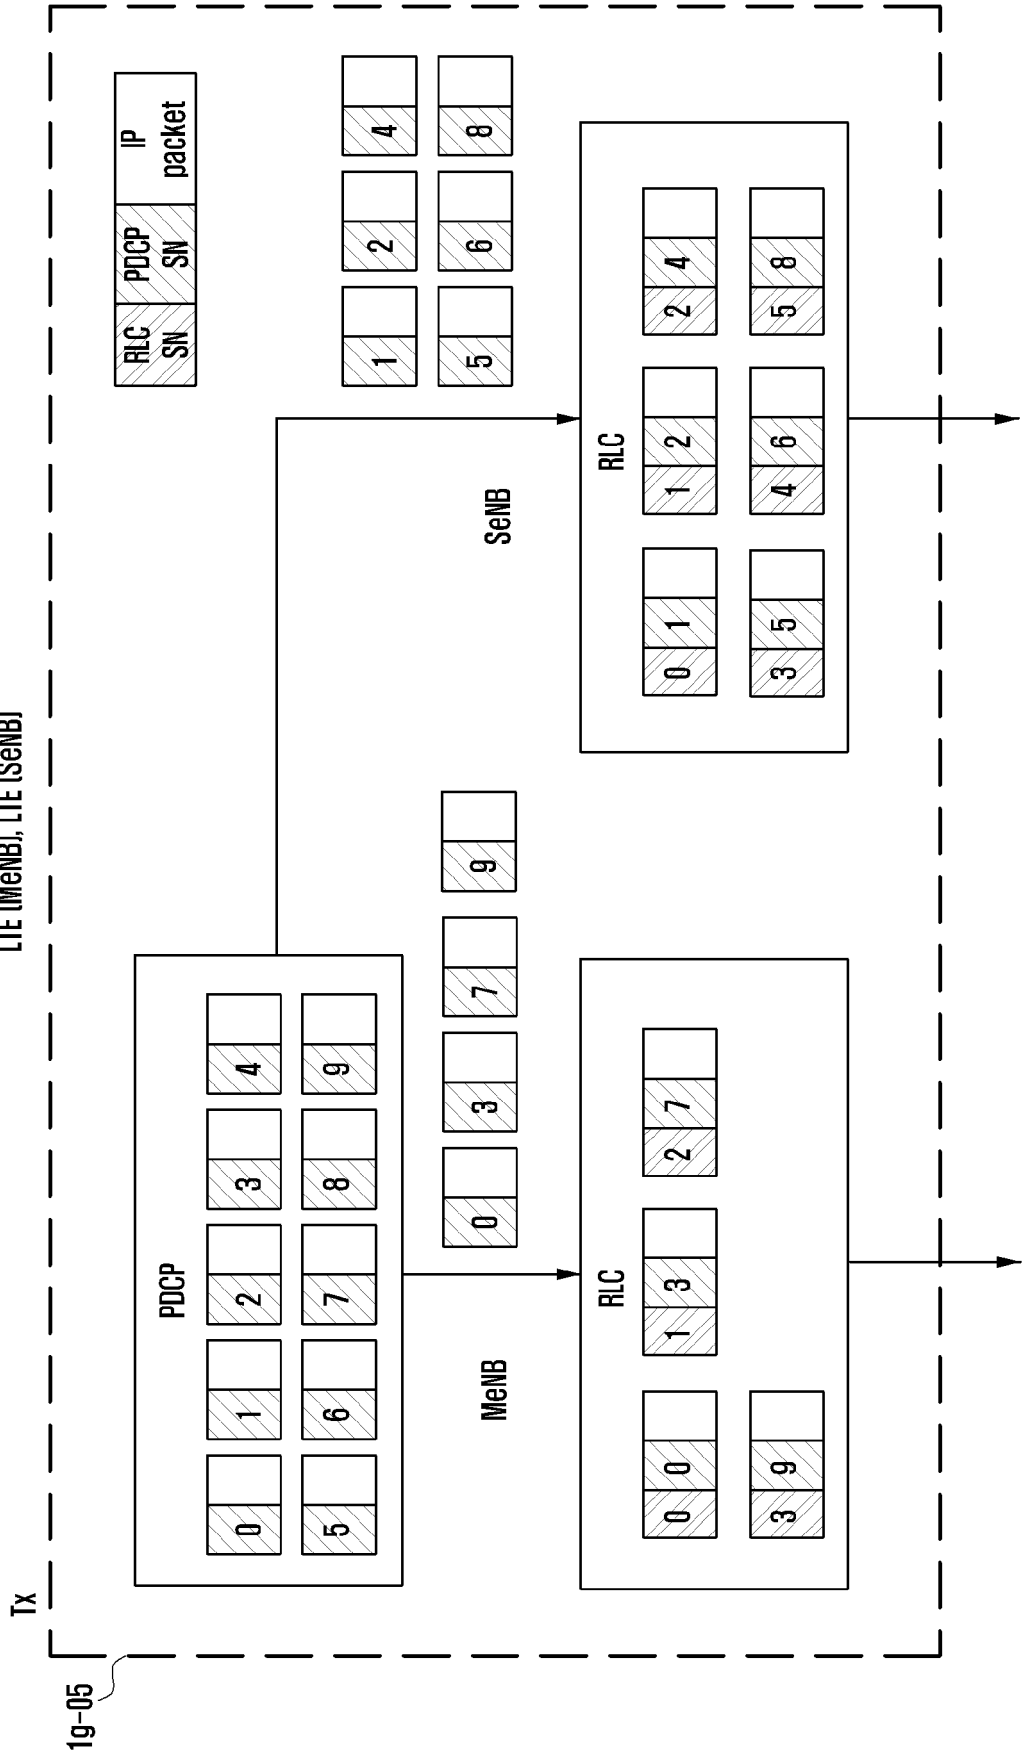 LTE (MeNB), LTE (SeNB)
Tx
1g-05
RLC SN
PDCP SN
IP packet
PDCP
0 1 2 3 4
5 6 7 8 9
1 2 4
5 6 8
MeNB
0 3 7 9
SeNB
RLC
0 0 1 3 2 7
3 9
RLC
0 1 1 2 2 4
3 5 4 6 5 8